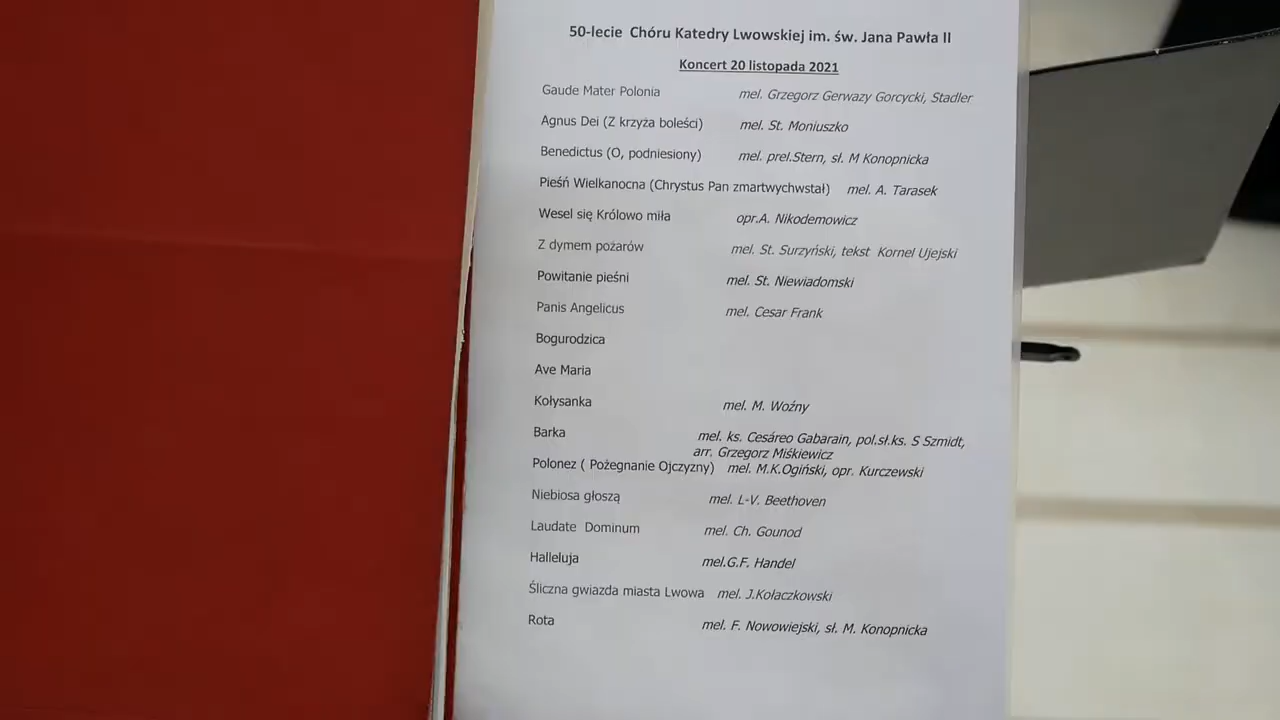 50-lecie Chóru Katedry Lwowskiej im. św. Jana Pawła II
Koncert 20 listopada 2021
Gaude Mater Polonia mel. Grzegorz Gerwazy Gorcycki, Stadler
Agnus Dei (Z krzyża boleści) mel. St. Moniuszko
Benedictus (O, podniesiony) mel. prel.Stern, sł. M Konopnicka
Pieśń Wielkanocna (Chrystus Pan zmartwychwstał) mel. A. Tarasek
Wesel się Królowo miła opr.A. Nikodemowicz
Z dymem pożarów mel. St. Surzyński, tekst Kornel Ujejski
Powitanie pieśni mel. St. Niewiadomski
Panis Angelicus mel. Cesar Frank
Bogurodzica
Ave Maria
Kołysanka mel. M. Woźny
Barka mel. ks. Cesáreo Gabarain, pol.sł.ks. S Szmidt,
arr. Grzegorz Miśkiewicz
Polonez ( Pożegnanie Ojczyzny) mel. M.K.Ogiński, opr. Kurczewski
Niebiosa głoszą mel. L-V. Beethoven
Laudate Dominum mel. Ch. Gounod
Halleluja mel.G.F. Handel
Śliczna gwiazda miasta Lwowa mel. J.Kołaczkowski
Rota mel. F. Nowowiejski, sł. M. Konopnicka